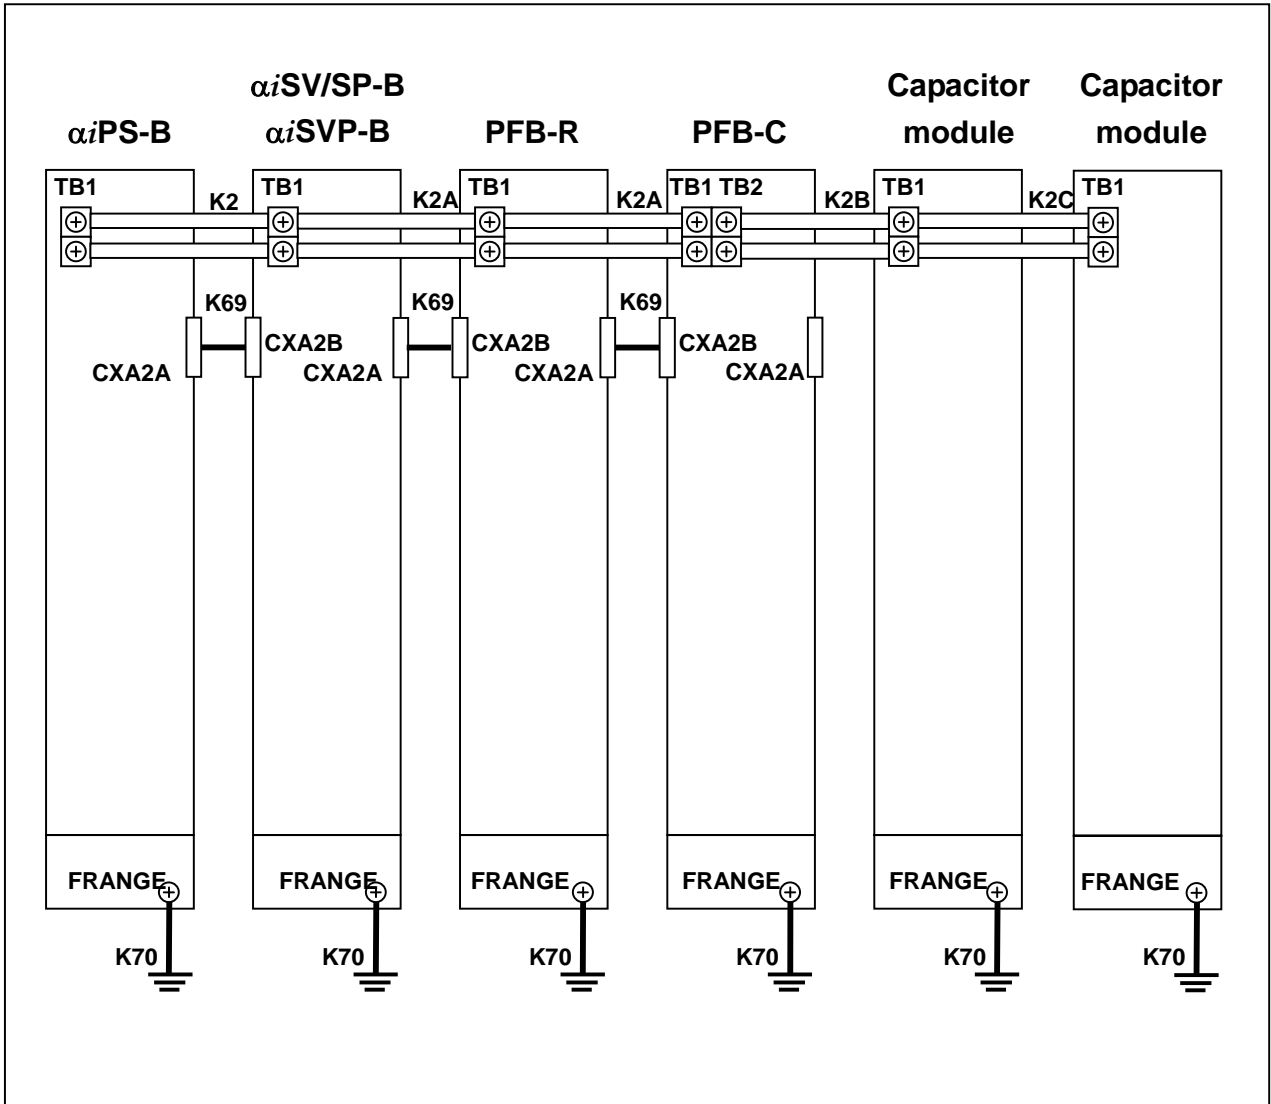 αiSV/SP-B
Capacitor
Capacitor
αiPS-B
αiSVP-B
PFB-R
PFB-C
module
module
TB1
K2
TB1
K2A
TB1
K2A
TB1 TB2
K2B
TB1
K2C
TB1
K69
K69
K69
CXA2A
CXA2B
CXA2A
CXA2B
CXA2A
CXA2B
CXA2A
FRANGE
FRANGE
FRANGE
FRANGE
FRANGE
FRANGE
K70
K70
K70
K70
K70
K70